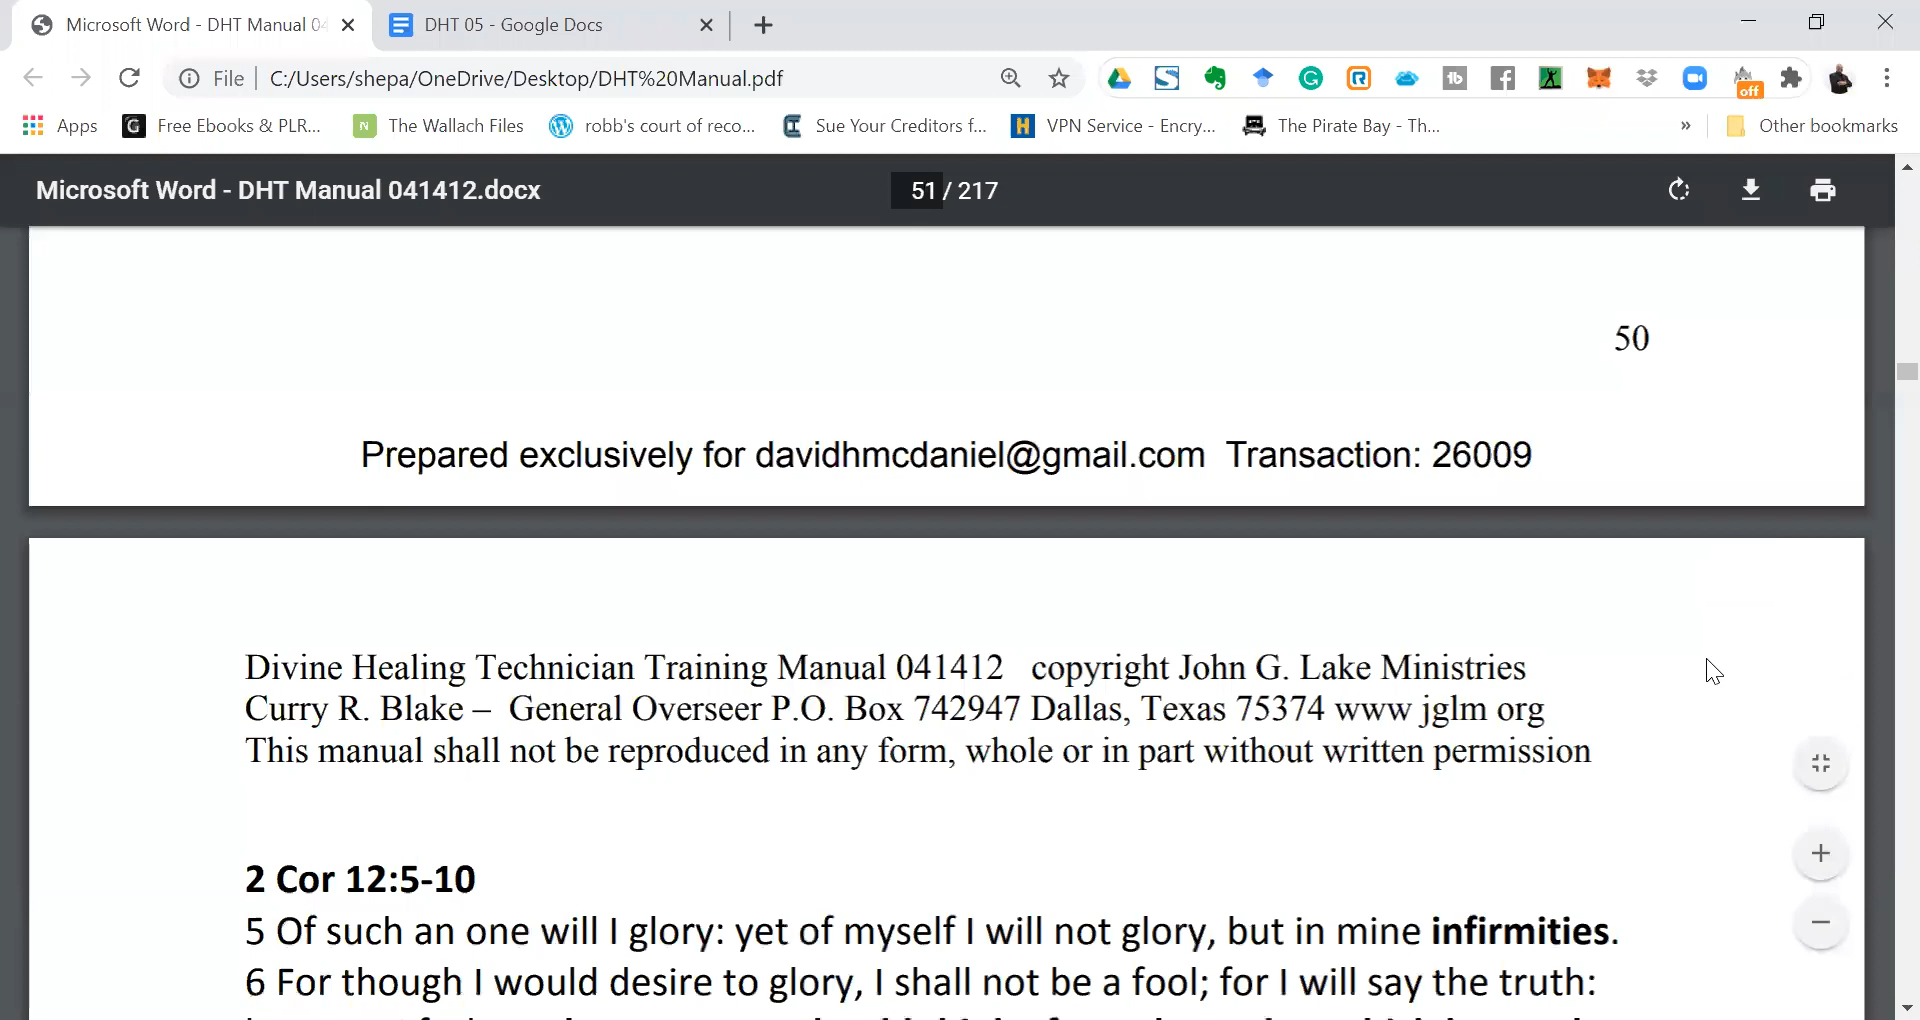 Microsoft Word - DHT Manual 04
DHT 05 - Google Docs
File C:/Users/shepa/OneDrive/Desktop/DHT%20Manual.pdf
off
Apps Free Ebooks & PLR... The Wallach Files robb's court of reco... Sue Your Creditors f... VPN Service - Encry... The Pirate Bay - Th... » Other bookmarks
Microsoft Word - DHT Manual 041412.docx 51 / 217
50
Prepared exclusively for davidhmcdaniel@gmail.com Transaction: 26009
Divine Healing Technician Training Manual 041412 copyright John G. Lake Ministries
Curry R. Blake – General Overseer P.O. Box 742947 Dallas, Texas 75374 www jglm org
This manual shall not be reproduced in any form, whole or in part without written permission
2 Cor 12:5-10
5 Of such an one will I glory: yet of myself I will not glory, but in mine infirmities.
6 For though I would desire to glory, I shall not be a fool; for I will say the truth: